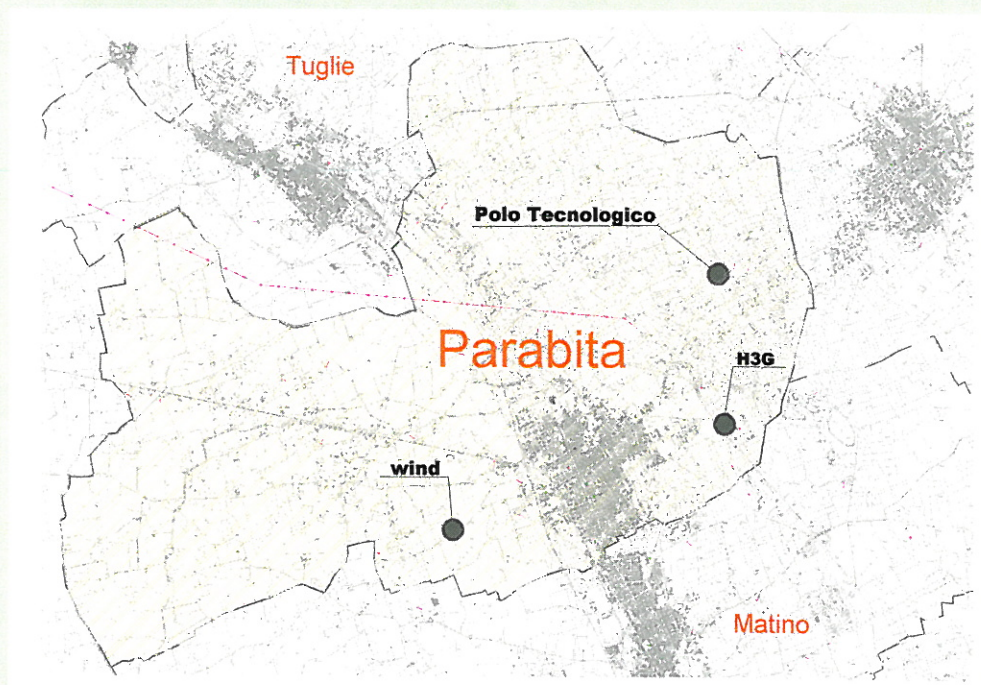 Tuglie
Polo Tecnologico
Parabita
H3G
wind
Matino